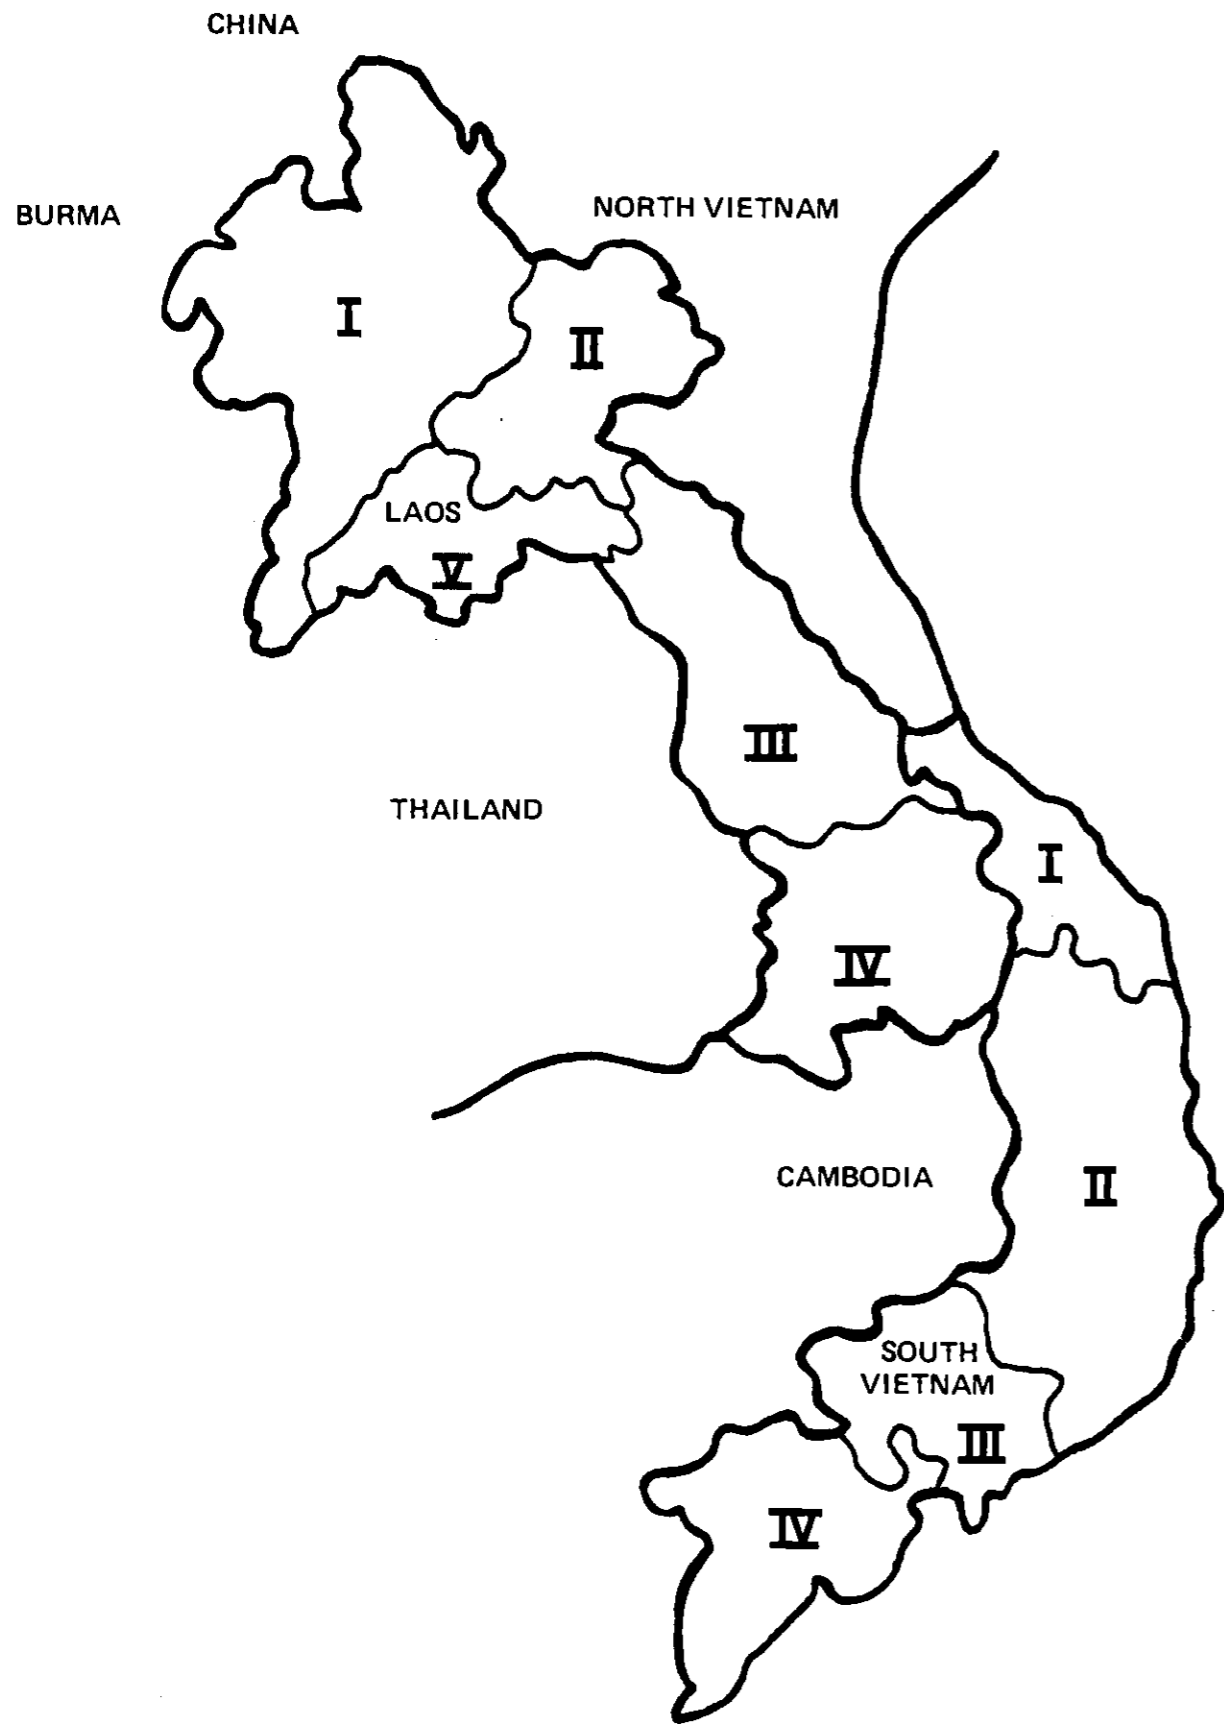 CHINA
BURMA
NORTH VIETNAM
I
II
LAOS
V
III
THAILAND
I
IV
CAMBODIA
II
SOUTH
VIETNAM
III
IV